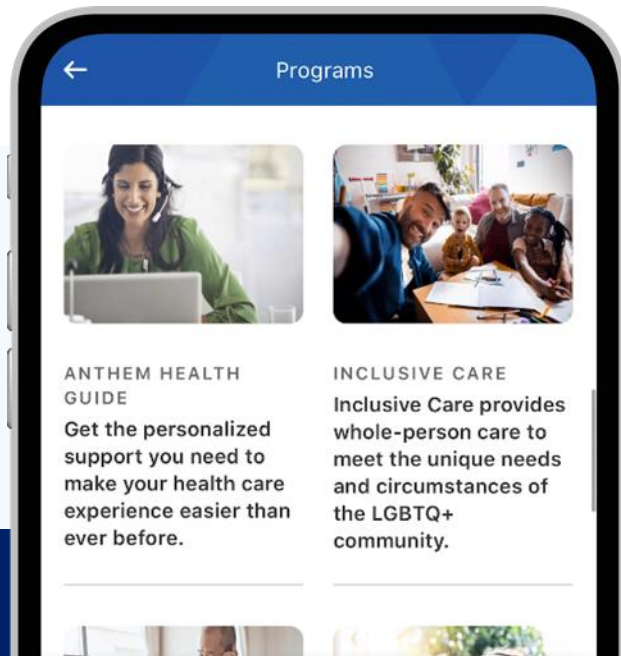 Programs
ANTHEM HEALTH
GUIDE
Get the personalized
support you need to
make your health care
experience easier than
ever before.
INCLUSIVE CARE
Inclusive Care provides
whole-person care to
meet the unique needs
and circumstances of
the LGBTQ+
community.